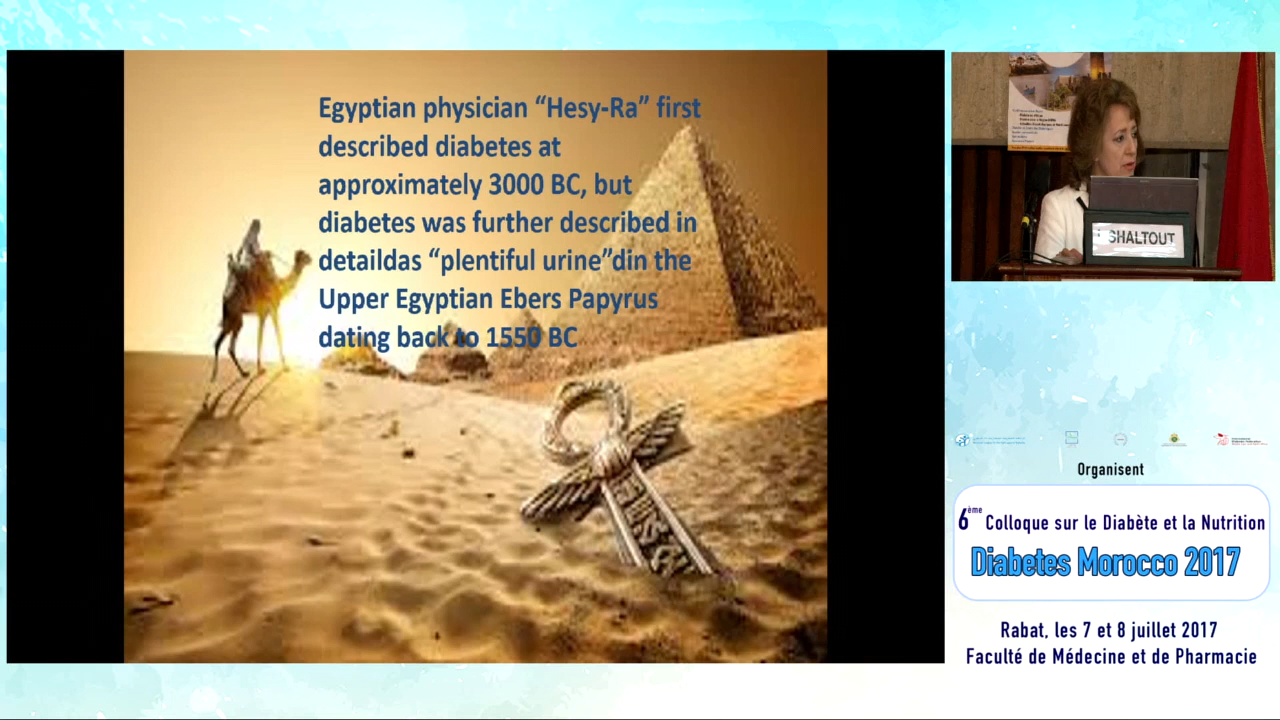 Egyptian physician “Hesy-Ra” first
described diabetes at
approximately 3000 BC, but
diabetes was further described in
detaildas “plentiful urine”din the
Upper Egyptian Ebers Papyrus
dating back to 1550 BC
SHALTOUT
Organisent
6ème Colloque sur le Diabète et la Nutrition
Diabetes Morocco 2017
Rabat, les 7 et 8 juillet 2017
Faculté de Médecine et de Pharmacie